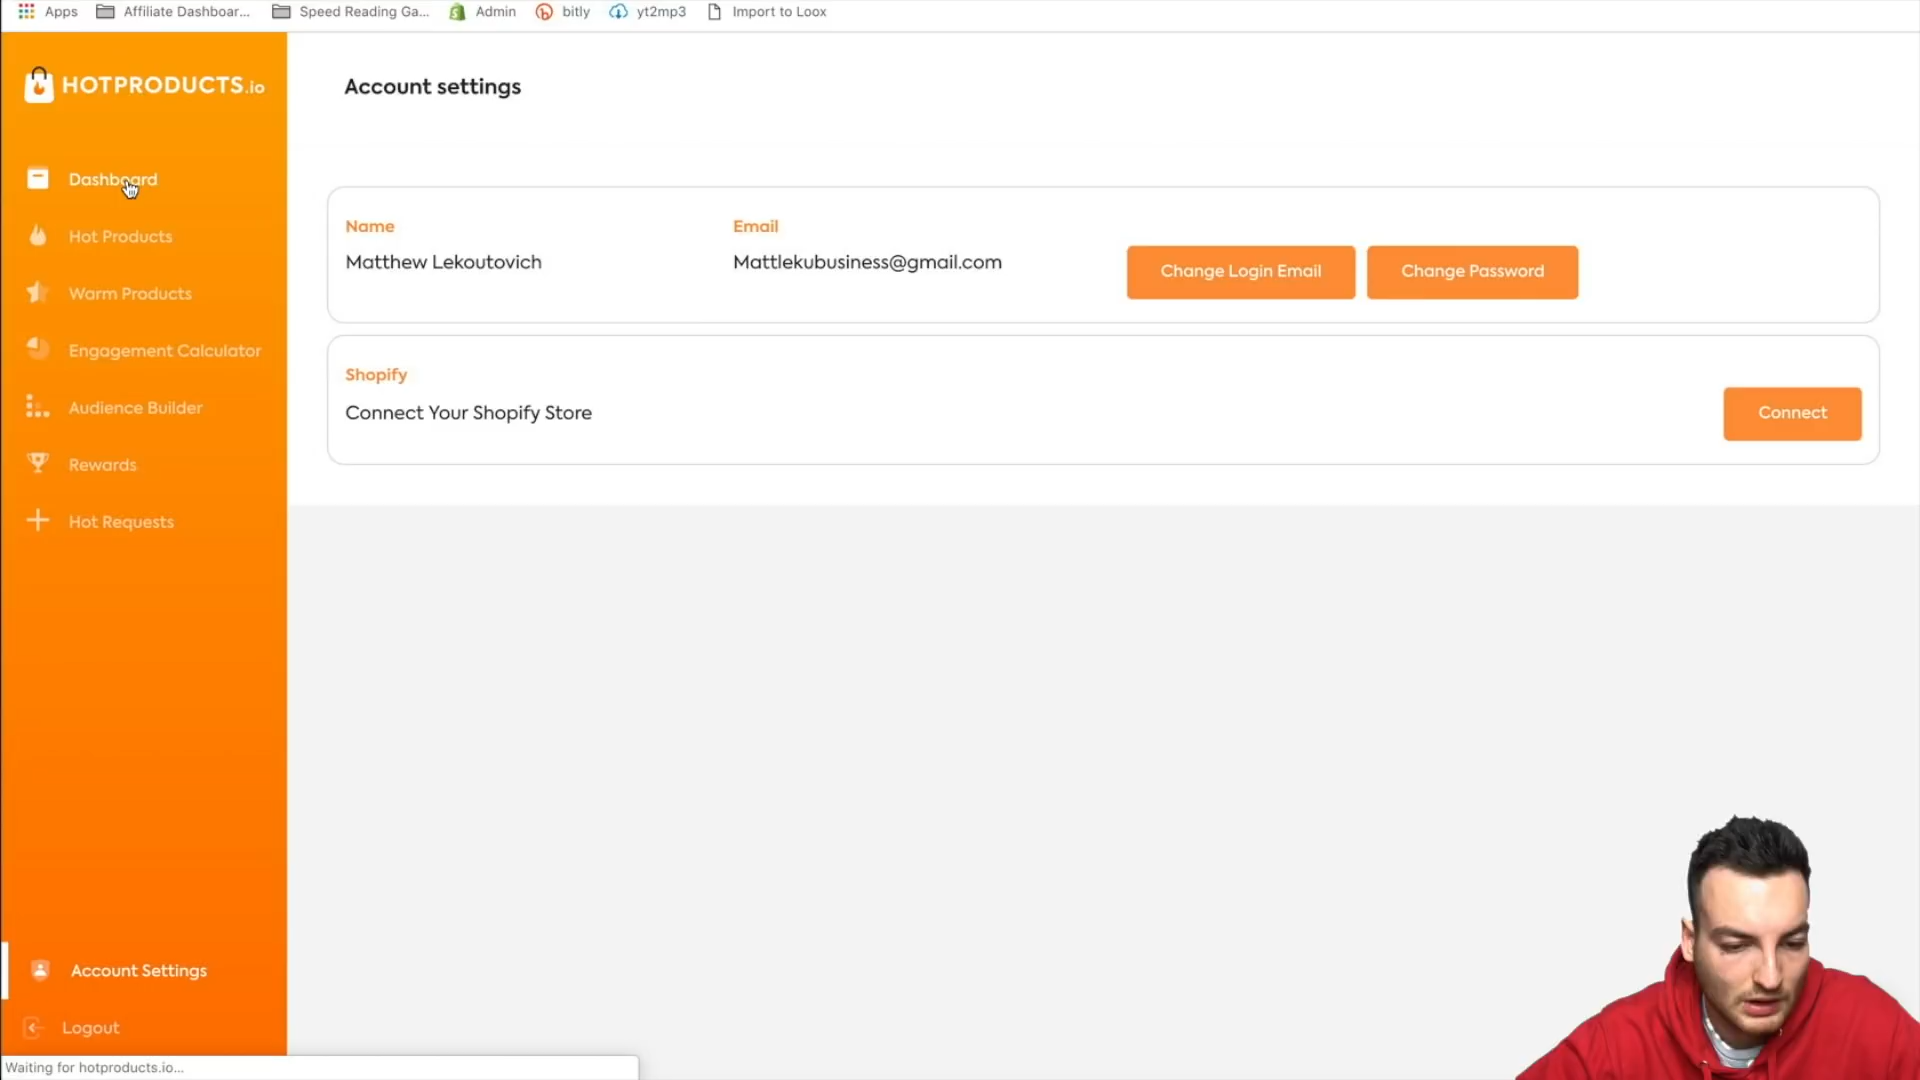 Apps
Affiliate Dashboar...
Speed Reading Ga...
Admin
bitly
yt2mp3
Import to Loox
HOTPRODUCTS.io
Account settings
Dashboard
Hot Products
Warm Products
Engagement Calculator
Audience Builder
Rewards
Hot Requests
Name
Matthew Lekoutovich
Email
Mattlekubusiness@gmail.com
Change Login Email
Change Password
Shopify
Connect Your Shopify Store
Connect
Account Settings
Logout
Waiting for hotproducts.io...